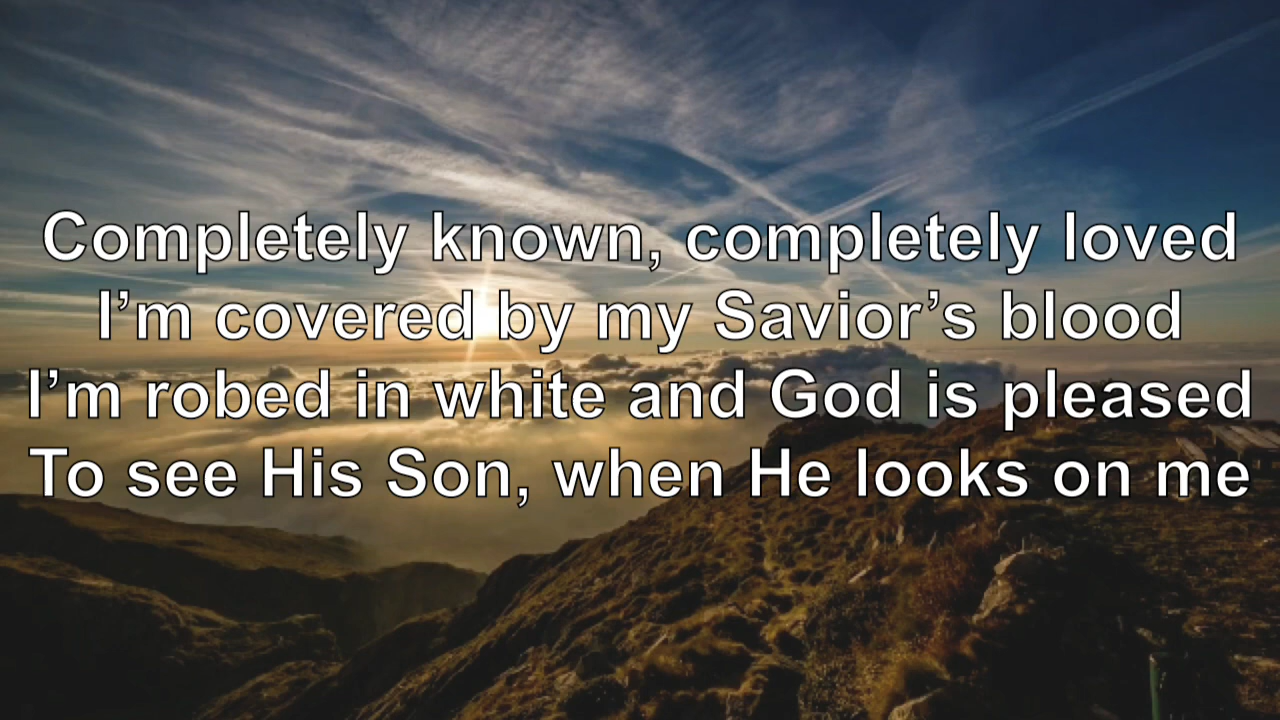 Completely known, completely loved
I’m covered by my Savior’s blood
I’m robed in white and God is pleased
To see His Son, when He looks on me